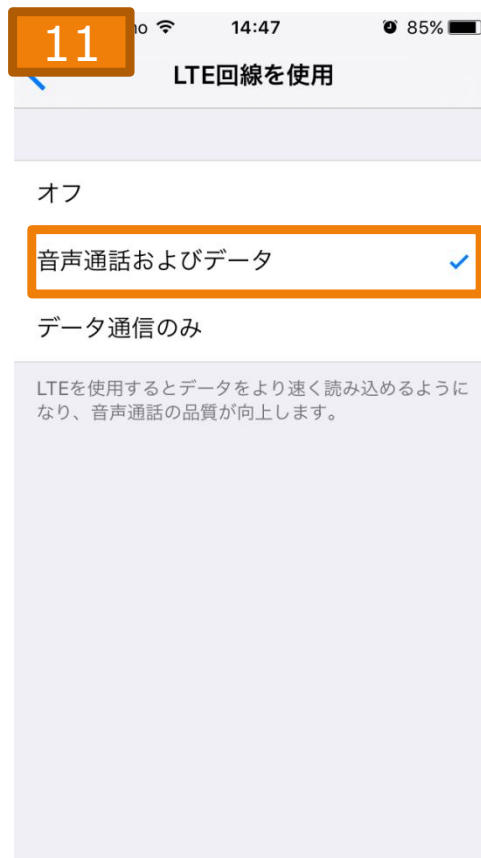 11
14:47
85%
LTE回線を使用
オフ
音声通話およびデータ
データ通信のみ
LTEを使用するとデータをより速く読み込めるように
なり、音声通話の品質が向上します。